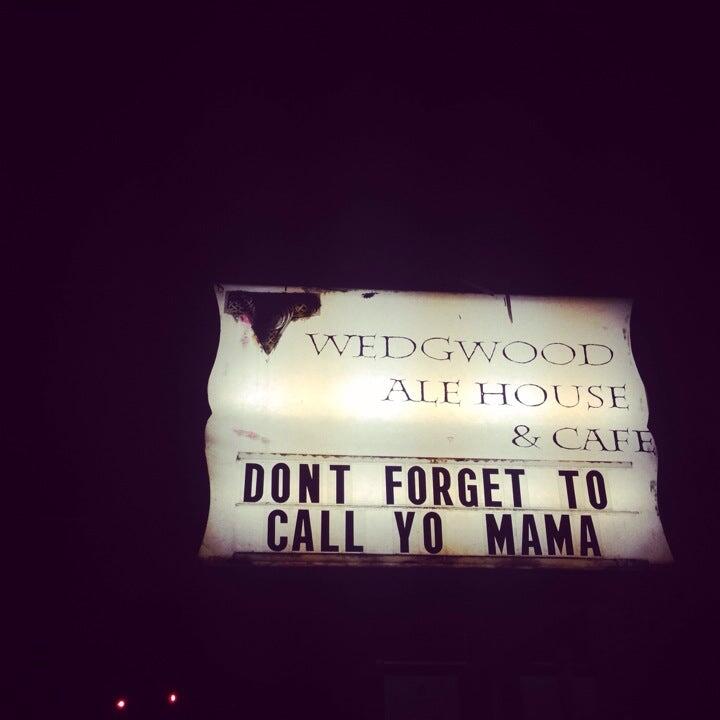 WEDGWOOD
ALE HOUSE
& CAFE
DONT FORGET TO
CALL YO MAMA